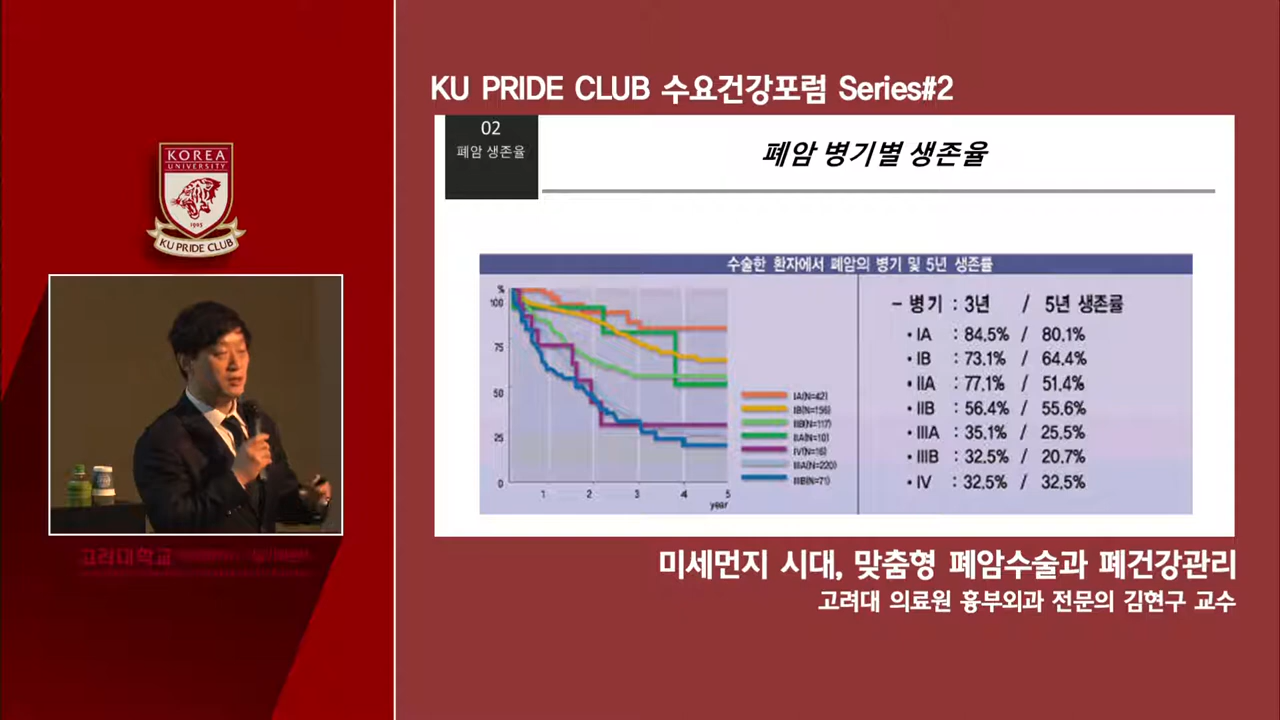 KU PRIDE CLUB 수요건강포럼 Series#2
02
폐암 생존율
폐암 병기별 생존율
KOREA
UNIVERSITY
1905
KU PRIDE CLUB
수술한 환자에서 폐암의 병기 및 5년 생존률
%
100
75
50
25
0
1 2 3 4 5
year
IA(N=42)
IB(N=156)
IIB(N=117)
IIA(N=10)
IV(N=16)
IIIA(N=220)
IIIB(N=71)
- 병기 : 3년 / 5년 생존률
• IA : 84.5% / 80.1%
• IB : 73.1% / 64.4%
• IIA : 77.1% / 51.4%
• IIB : 56.4% / 55.6%
• IIIA : 35.1% / 25.5%
• IIIB : 32.5% / 20.7%
• IV : 32.5% / 32.5%
고려대학교
미세먼지 시대, 맞춤형 폐암수술과 폐건강관리
고려대 의료원 흉부외과 전문의 김현구 교수